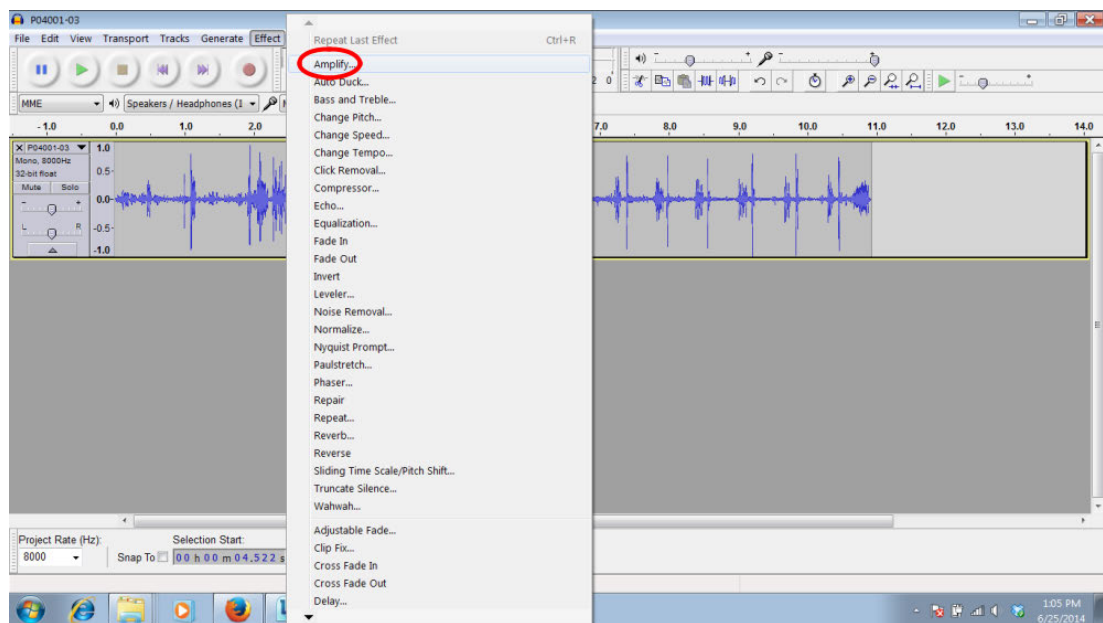 P04001-03
File Edit View Transport Tracks Generate Effect
Repeat Last Effect Ctrl+R
Amplify...
Auto Duck...
Bass and Treble...
Change Pitch...
Change Speed...
Change Tempo...
Click Removal...
Compressor...
Echo...
Equalization...
Fade In
Fade Out
Invert
Leveler...
Noise Removal...
Normalize...
Nyquist Prompt...
Paulstretch...
Phaser...
Repair
Repeat...
Reverb...
Reverse
Sliding Time Scale/Pitch Shift...
Truncate Silence...
Wahwah...
Adjustable Fade...
Clip Fix...
Cross Fade In
Cross Fade Out
Delay...
2 0
MME Speakers / Headphones (1
- 1.0 0.0 1.0 2.0 7.0 8.0 9.0 10.0 11.0 12.0 13.0 14.0
X P04001-03 1.0
Mono, 8000Hz
32-bit float 0.5
Mute Solo
- + 0.0
L R -0.5
-1.0
Project Rate (Hz): Selection Start:
8000 Snap To 00 h 00 m 04.522 s
1:05 PM
6/25/2014